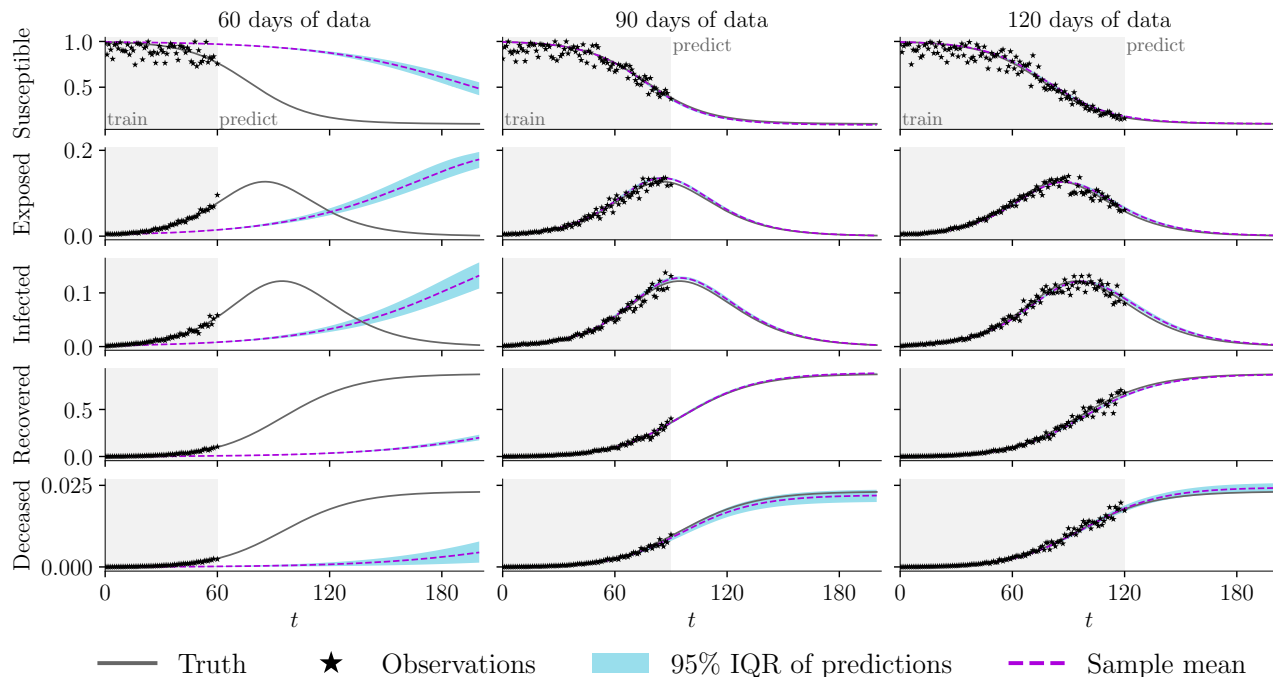 60 days of data
90 days of data
120 days of data
Susceptible
1.0
0.5
train
predict
train
predict
train
predict
Exposed
0.2
0.0
Infected
0.1
0.0
Recovered
0.5
0.0
Deceased
0.025
0.000
0 60 120 180
0 60 120 180
0 60 120 180
t
t
t
Truth
Observations
95% IQR of predictions
Sample mean